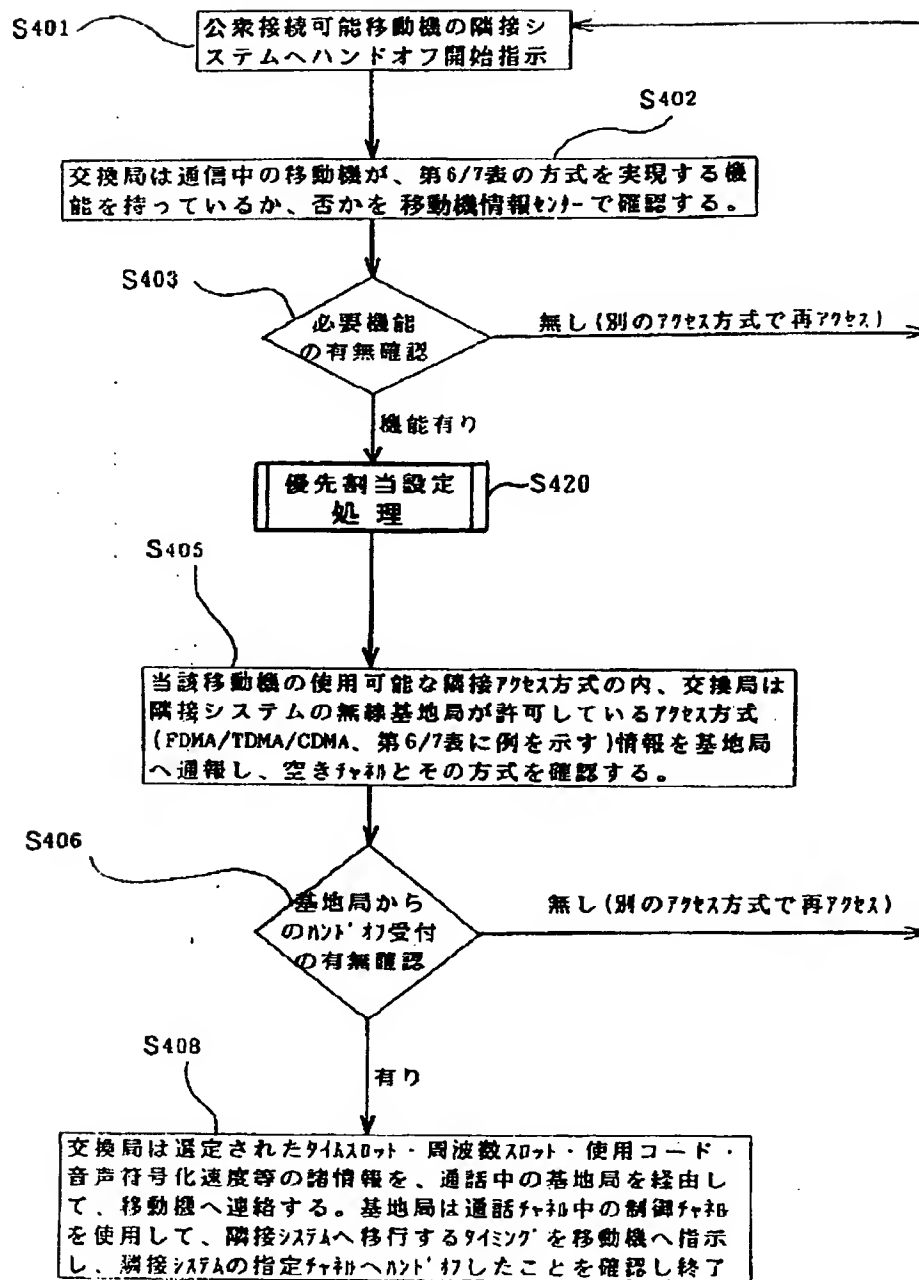 S401
公衆接続可能移動機の隣接シ
ステムへハンドオフ開始指示
S402
交換局は通信中の移動機が、第6/7表の方式を実現する機
能を持っているか、否かを 移動機情報センターで確認する。
S403
必要機能
の有無確認
無し(別のアクセス方式で再アクセス)
機能有り
優先割当設定
処 理
S420
S405
当該移動機の使用可能な隣接アクセス方式の内、交換局は
隣接システムの無線基地局が許可しているアクセス方式
(FDMA/TDMA/CDMA、第6/7表に例を示す)情報を基地局
へ通報し、空きチャネルとその方式を確認する。
S406
基地局から
のハンドオフ受付
の有無確認
無し(別のアクセス方式で再アクセス)
S408
有り
交換局は選定されたタイムスロット・周波数スロット・使用コード・
音声符号化速度等の諸情報を、通話中の基地局を経由し
て、移動機へ連絡する。基地局は通話チャネル中の制御チャネル
を使用して、隣接システムへ移行するタイミングを移動機へ指示
し、隣接システムの指定チャネルへハンドオフしたことを確認し終了